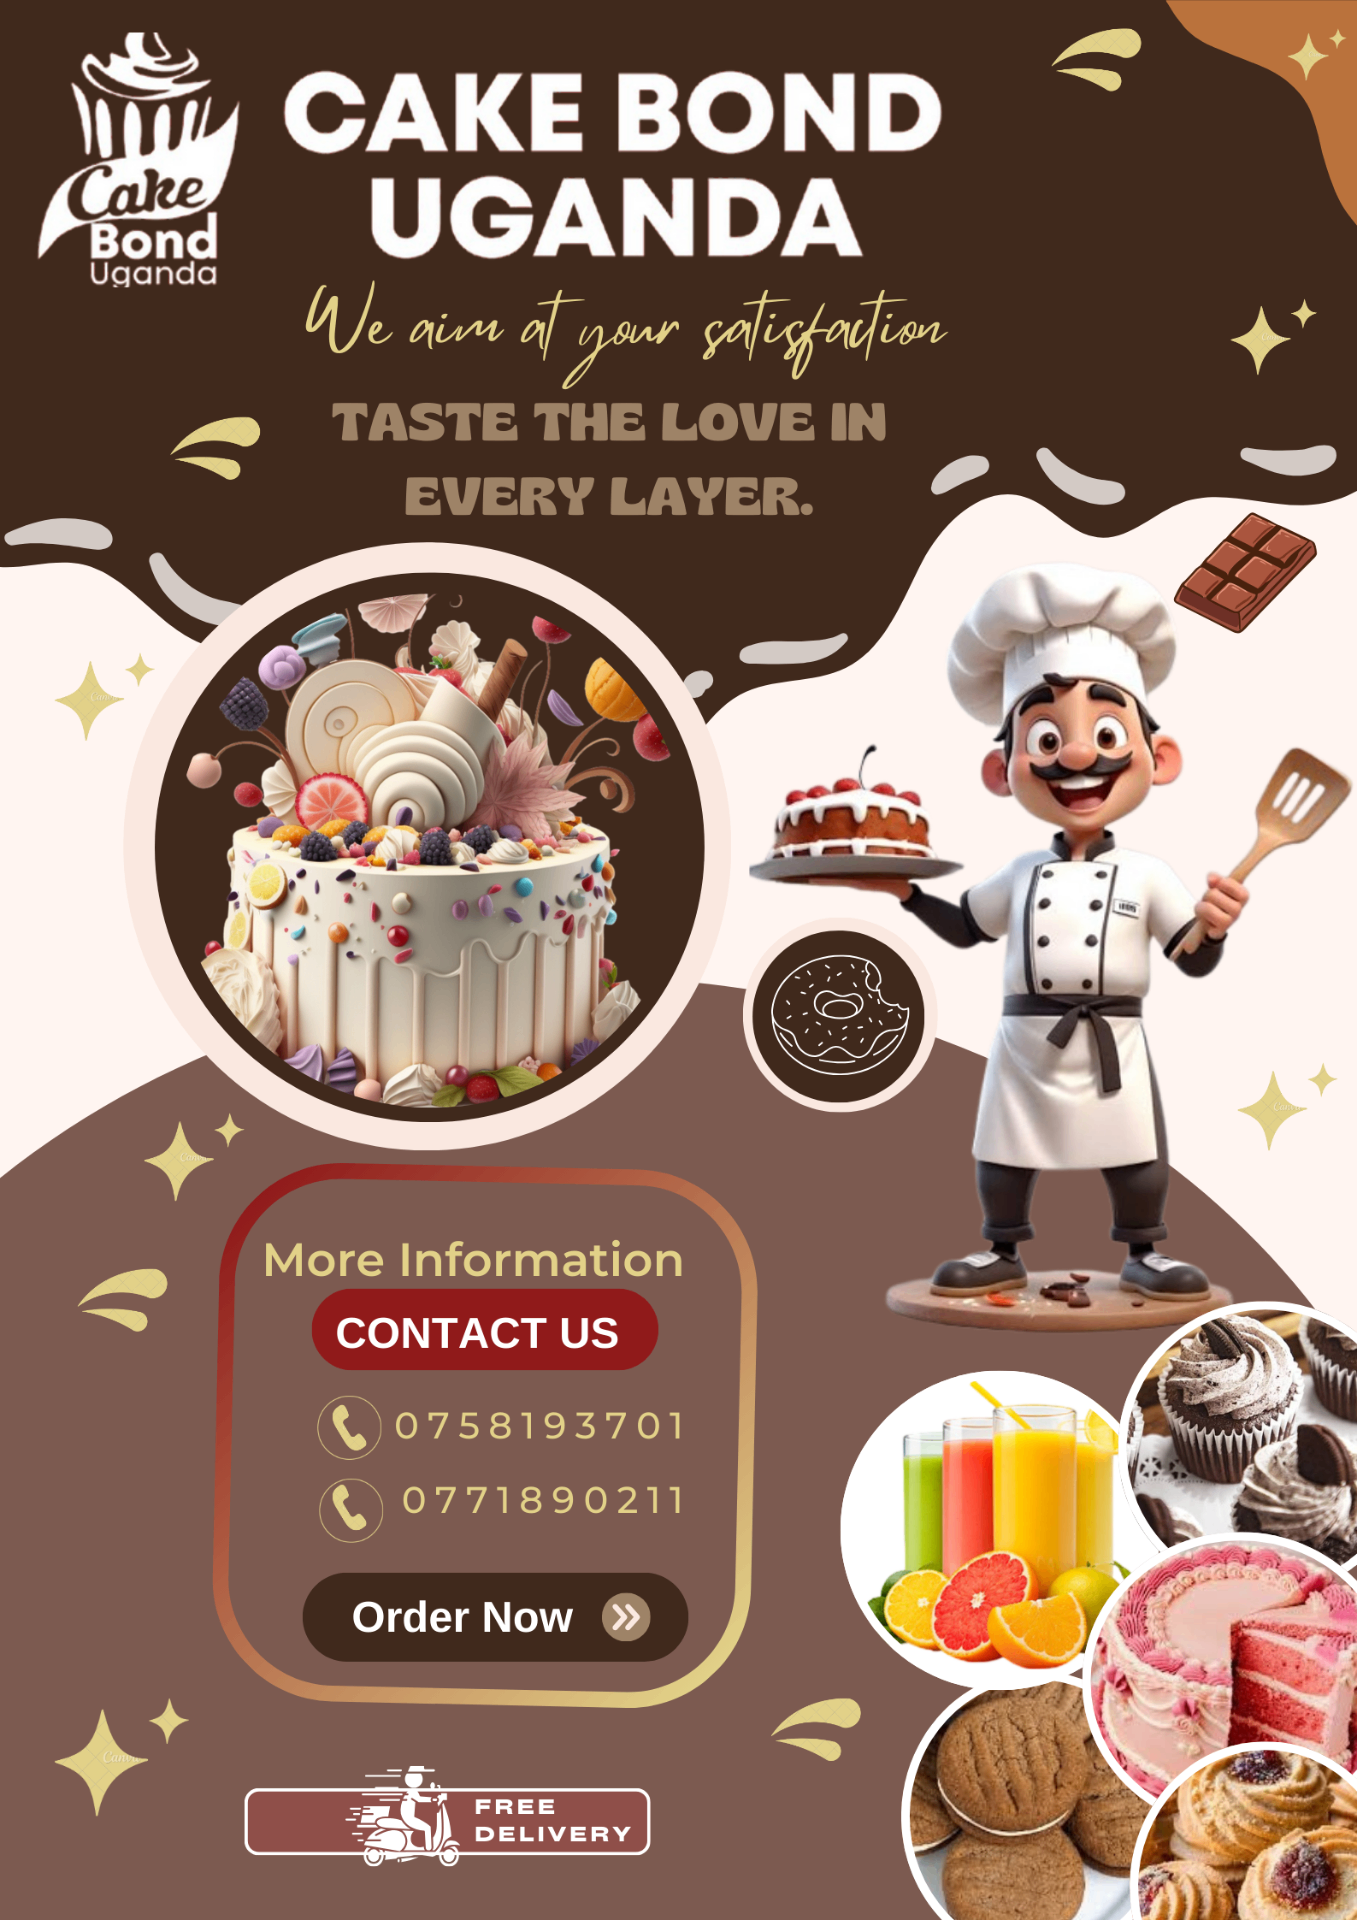 Cake
Bond
Uganda
CAKE BOND
UGANDA
We aim at your satisfaction
TASTE THE LOVE IN
EVERY LAYER.
More Information
CONTACT US
0758193701
0771890211
Order Now
FREE
DELIVERY